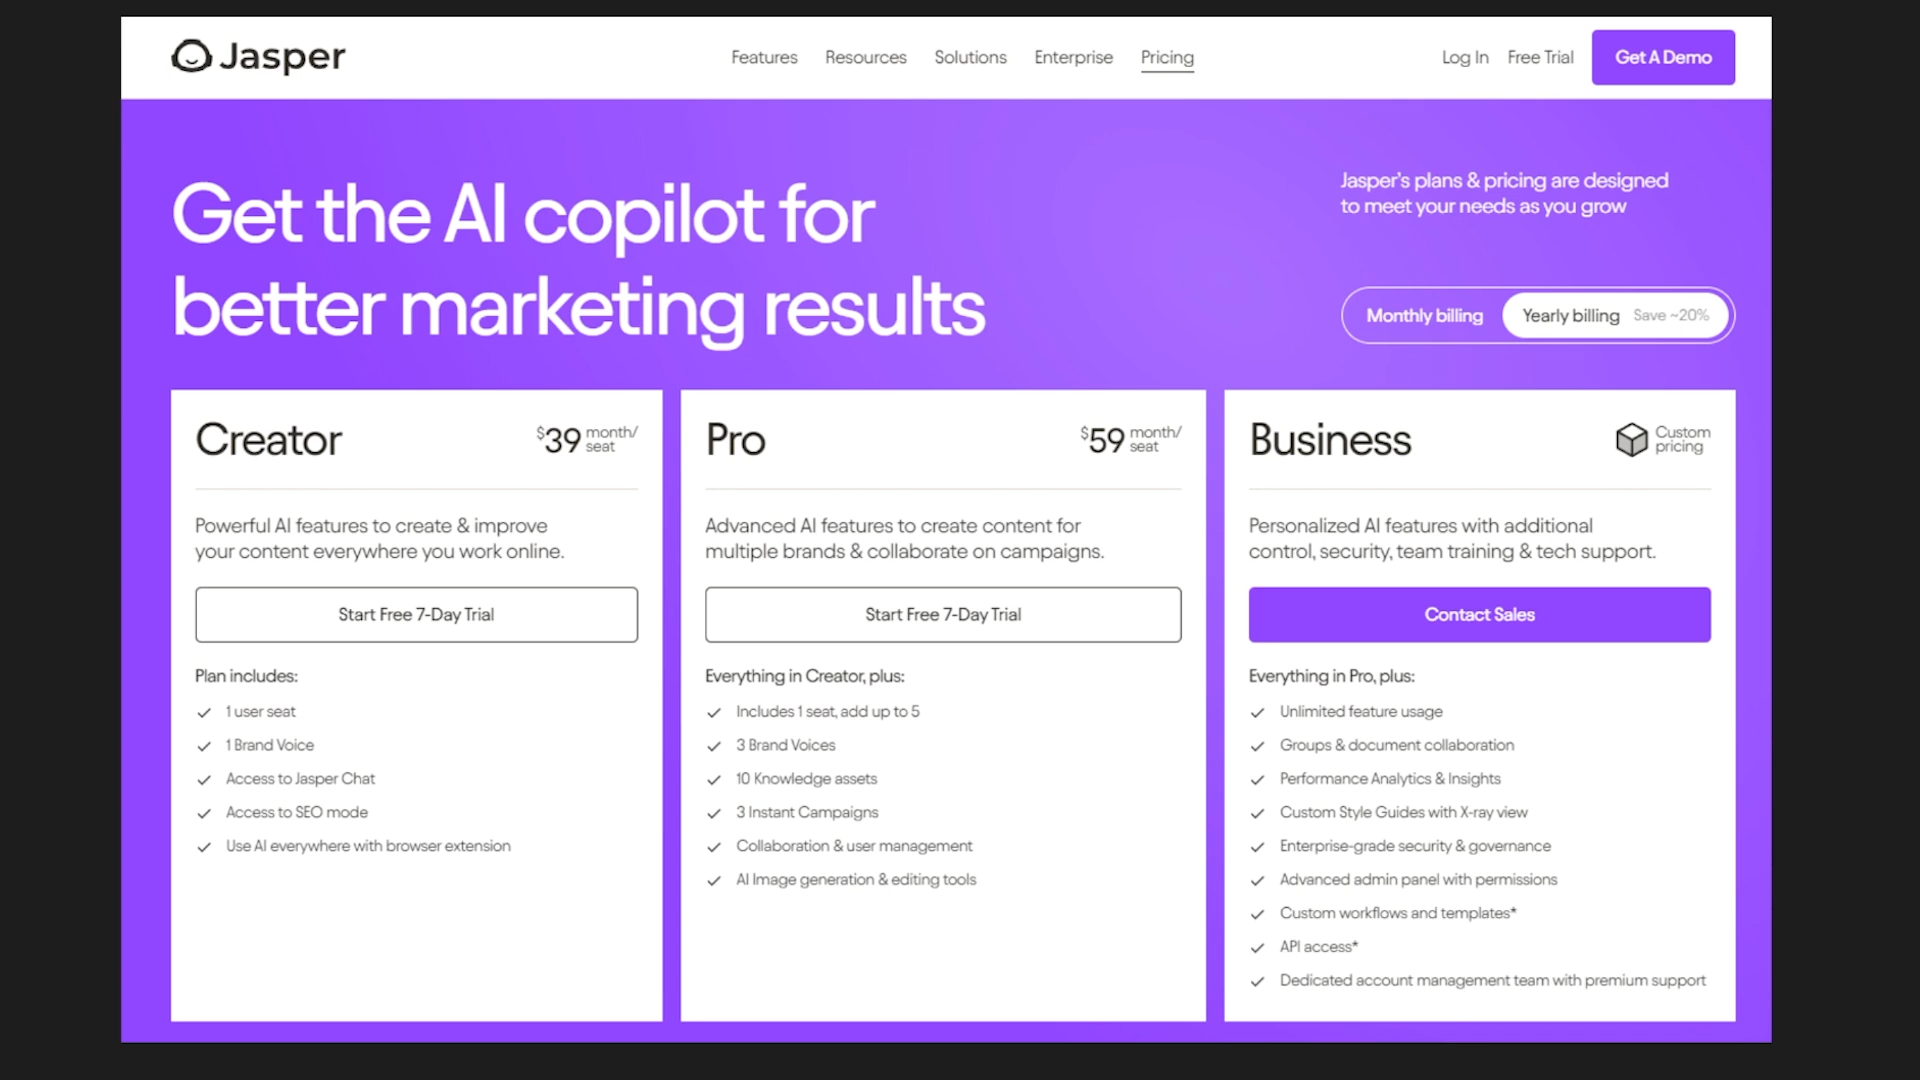 Jasper
Features Resources Solutions Enterprise Pricing
Log In Free Trial Get A Demo
Get the AI copilot for
better marketing results
Jasper's plans & pricing are designed
to meet your needs as you grow
Monthly billing Yearly billing Save ~20%
Creator
$39 month/
seat
Powerful AI features to create & improve
your content everywhere you work online.
Start Free 7-Day Trial
Plan includes:
1 user seat
1 Brand Voice
Access to Jasper Chat
Access to SEO mode
Use AI everywhere with browser extension
Pro
$59 month/
seat
Advanced AI features to create content for
multiple brands & collaborate on campaigns.
Start Free 7-Day Trial
Everything in Creator, plus:
Includes 1 seat, add up to 5
3 Brand Voices
10 Knowledge assets
3 Instant Campaigns
Collaboration & user management
AI Image generation & editing tools
Business
Custom
pricing
Personalized AI features with additional
control, security, team training & tech support.
Contact Sales
Everything in Pro, plus:
Unlimited feature usage
Groups & document collaboration
Performance Analytics & Insights
Custom Style Guides with X-ray view
Enterprise-grade security & governance
Advanced admin panel with permissions
Custom workflows and templates*
API access*
Dedicated account management team with premium support